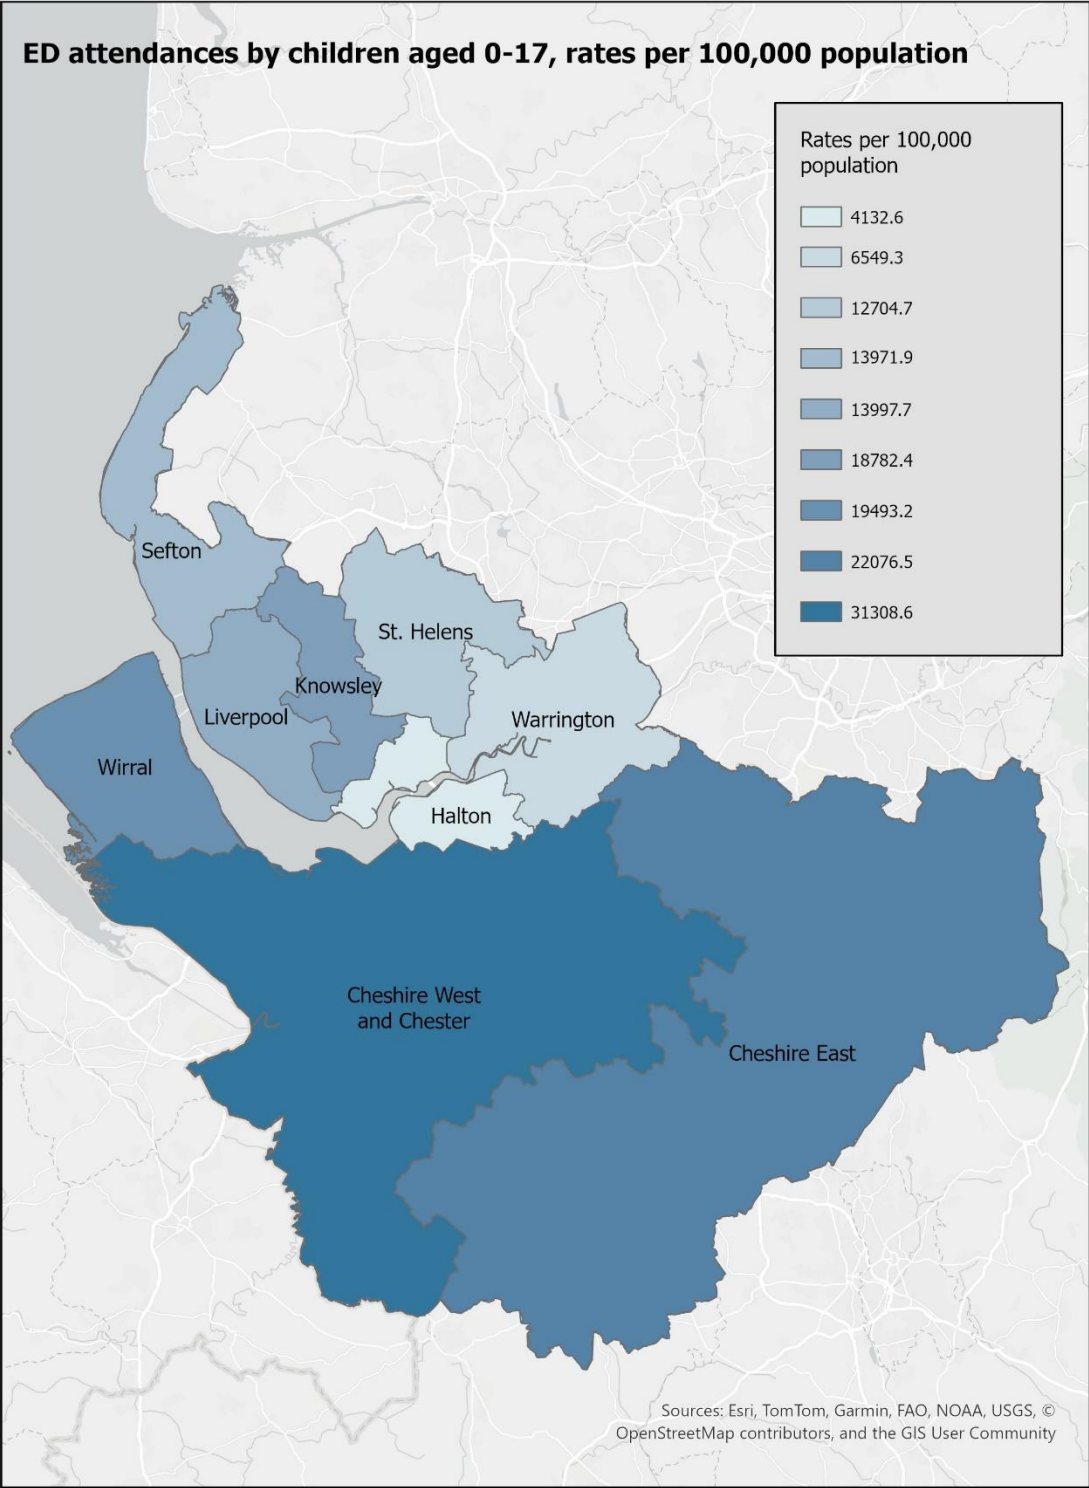 ED attendances by children aged 0-17, rates per 100,000 population
Rates per 100,000
population
4132.6
6549.3
12704.7
13971.9
13997.7
18782.4
19493.2
22076.5
31308.6
Sefton
St. Helens
Knowsley
Liverpool
Warrington
Wirral
Halton
Cheshire West
and Chester
Cheshire East
Sources: Esri, TomTom, Garmin, FAO, NOAA, USGS, ©
OpenStreetMap contributors, and the GIS User Community